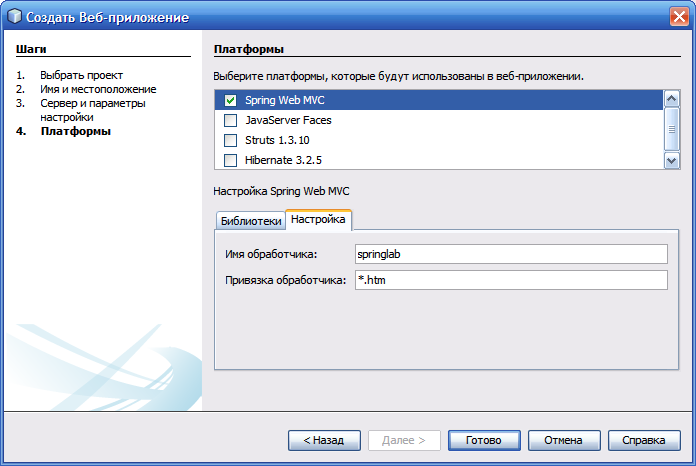 Создать Веб-приложение
Шаги
1. Выбрать проект
2. Имя и местоположение
3. Сервер и параметры
настройки
4. Платформы
Платформы
Выберите платформы, которые будут использованы в веб-приложении.
Spring Web MVC
JavaServer Faces
Struts 1.3.10
Hibernate 3.2.5
Настройка Spring Web MVC
Библиотеки Настройка
Имя обработчика: springlab
Привязка обработчика: *.htm
< Назад Далее > Готово Отмена Справка